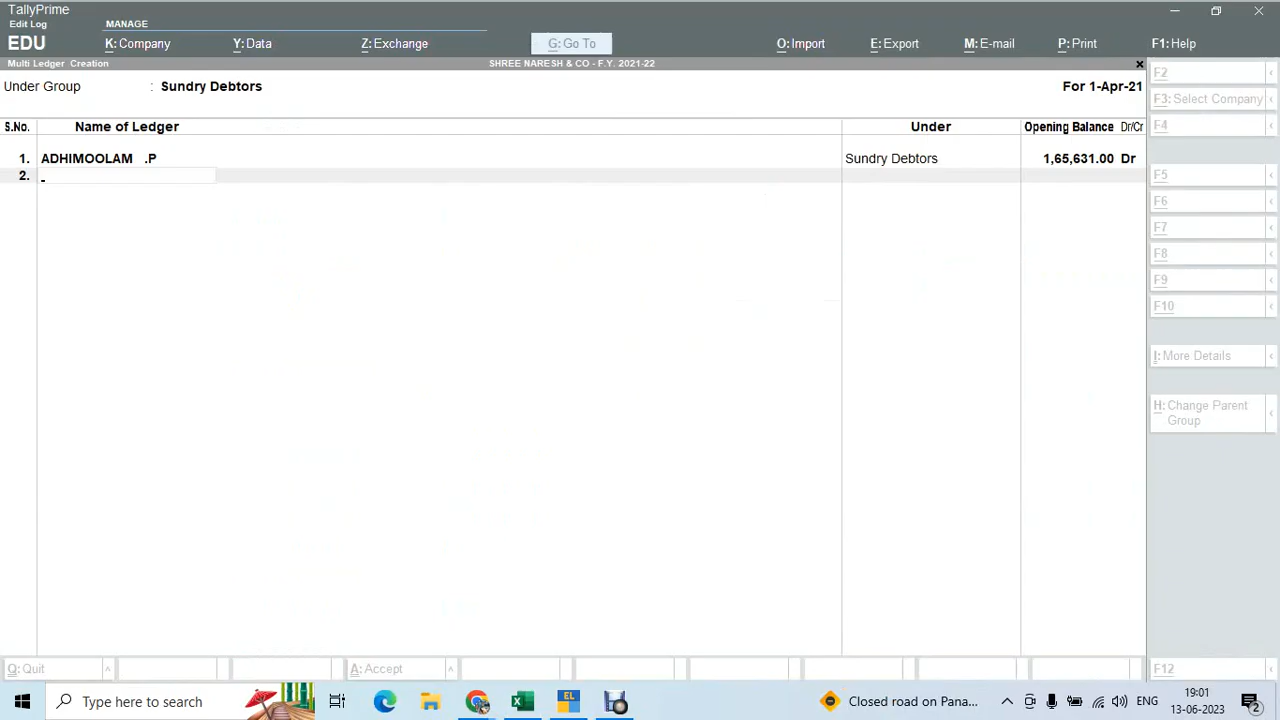 TallyPrime
Edit Log
MANAGE
EDU
K: Company
Y: Data
Z: Exchange
G: Go To
O: Import
E: Export
M: E-mail
P: Print
F1: Help
Multi Ledger Creation
SHREE NARESH & CO - F.Y. 2021-22
Under Group : Sundry Debtors
For 1-Apr-21
S.No. Name of Ledger Under Opening Balance Dr/Cr
1. ADHIMOOLAM .P Sundry Debtors 1,65,631.00 Dr
2.
F2
F3: Select Company
F4
F5
F6
F7
F8
F9
F10
I: More Details
H: Change Parent
Group
Q: Quit
A: Accept
F12
Type here to search
EL
Closed road on Pana...
ENG
19:01
13-06-2023
2